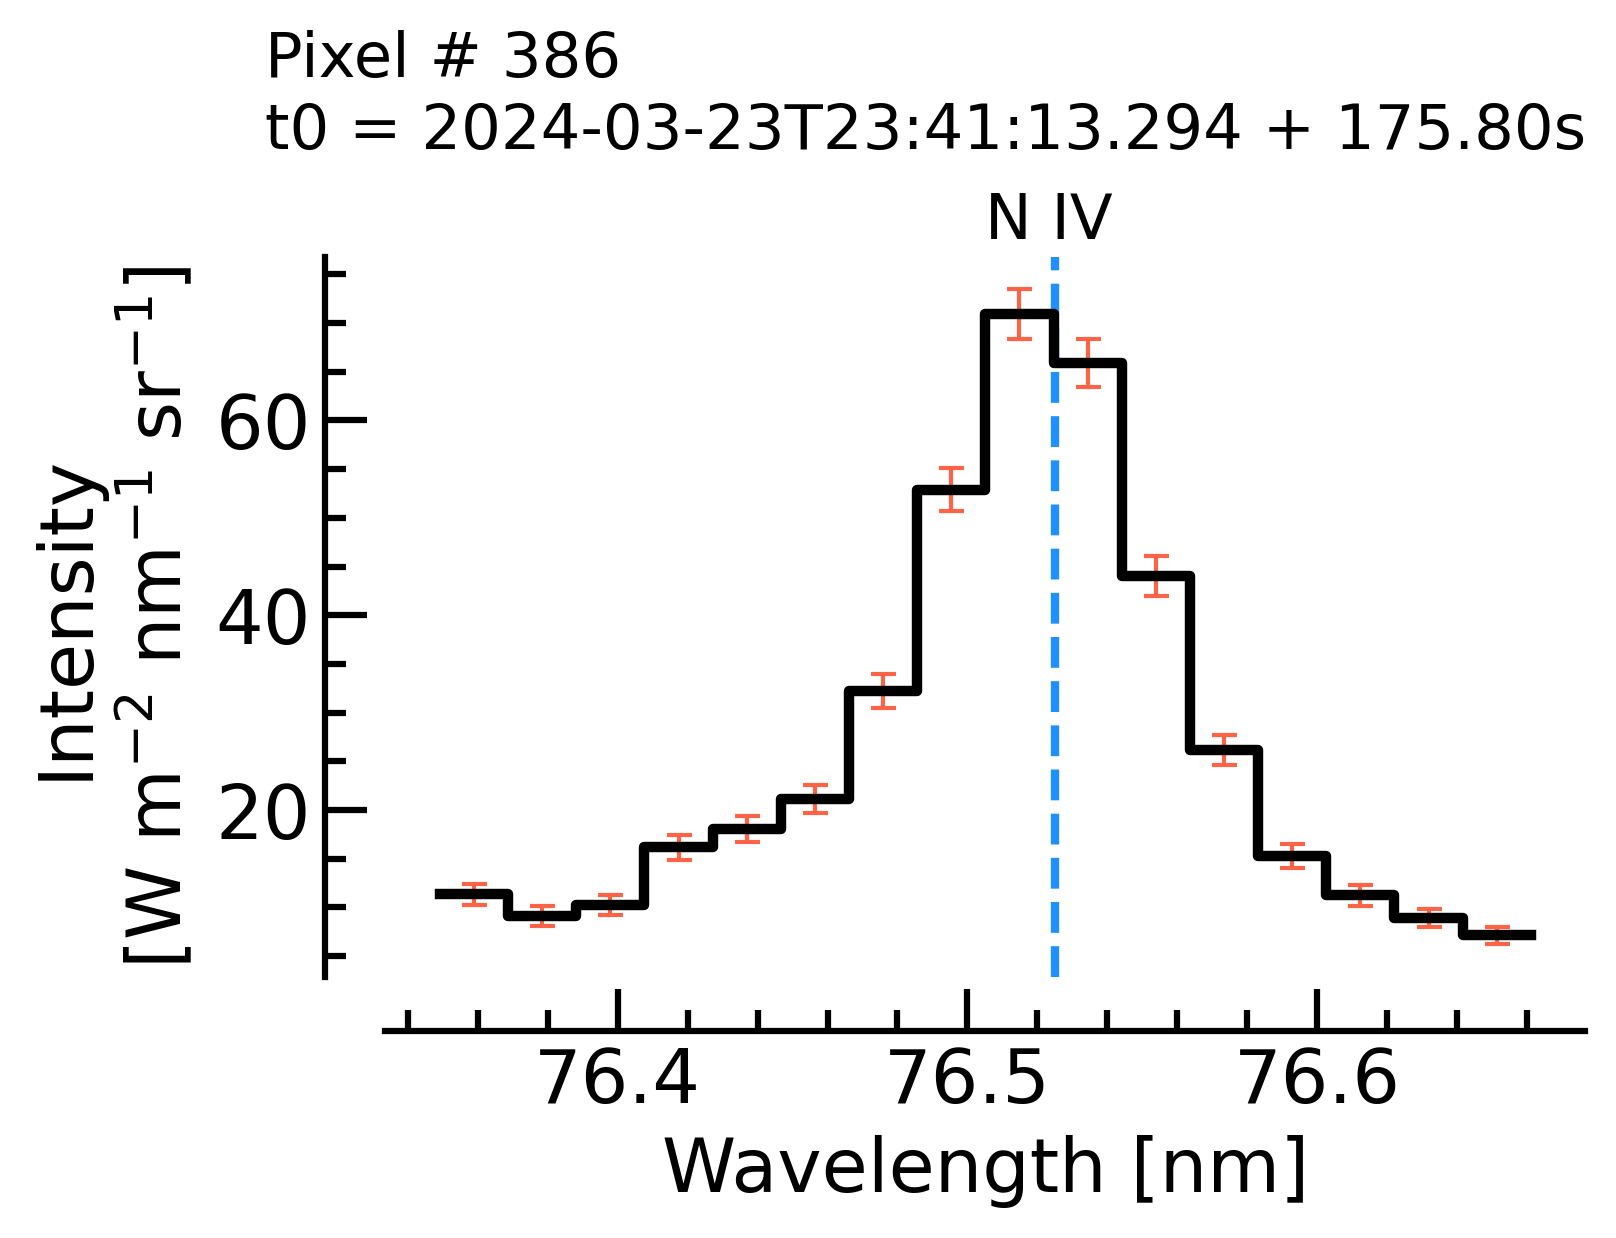 Pixel # 386
t0 = 2024-03-23T23:41:13.294 + 175.80s
N IV
Intensity
[W m⁻² nm⁻¹ sr⁻¹]
60
40
20
76.4 76.5 76.6
Wavelength [nm]